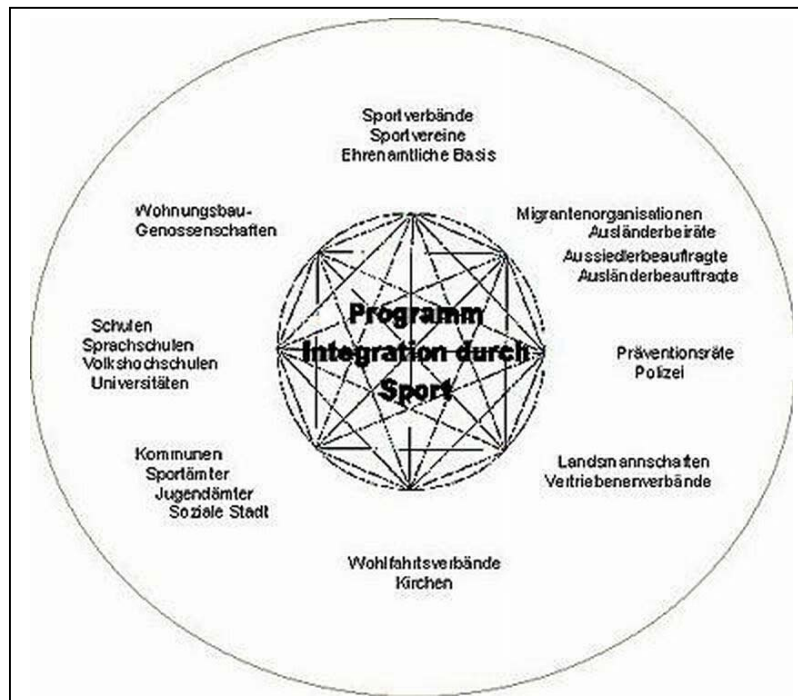 Sportverbände
Sportvereine
Ehrenamtliche Basis
Wohnungsbau-
Genossenschaften
Migrantenorganisationen
Ausländerbeiräte
Aussiedlerbeauftragte
Ausländerbeauftragte
Programm
Integration durch
Sport
Schulen
Sprachschulen
Volkshochschulen
Universitäten
Präventionsräte
Polizei
Kommunen
Sportämter
Jugendämter
Soziale Stadt
Landsmannschaften
Vertriebenenverbände
Wohlfahrtsverbände
Kirchen